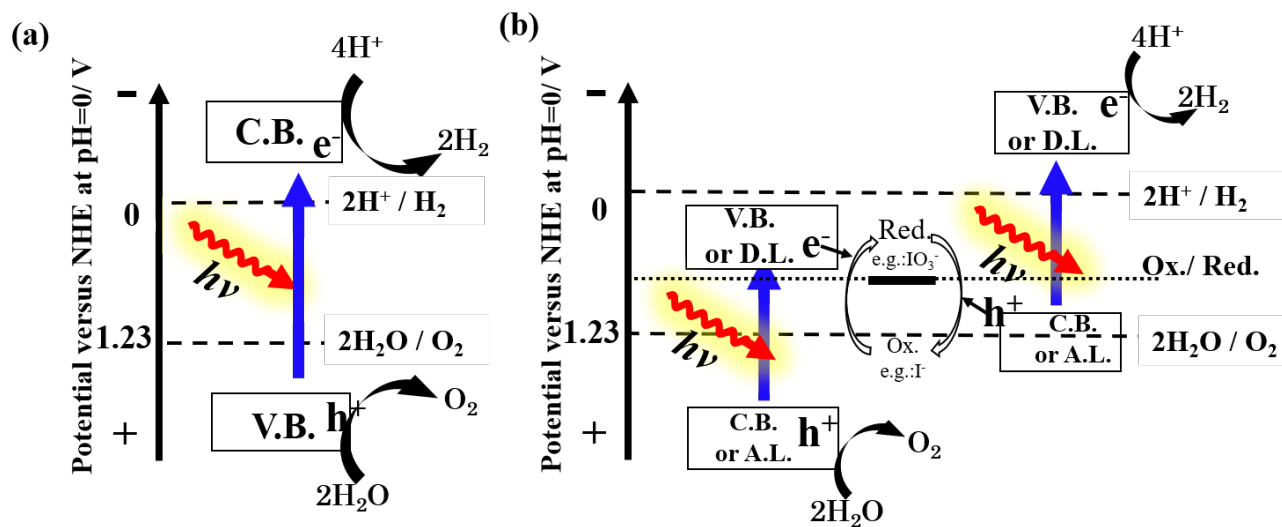 (a)
Potential versus NHE at pH=0/ V
-
0
1.23
+
4H⁺
C.B. e⁻
2H₂
2H⁺ / H₂
hν
2H₂O / O₂
V.B. h⁺
O₂
2H₂O
(b)
Potential versus NHE at pH=0/ V
-
0
1.23
+
4H⁺
V.B. e⁻
or D.L.
2H₂
2H⁺ / H₂
hν
V.B.
or D.L. e⁻
Red.
e.g.:IO₃⁻
Ox./ Red.
hν
h⁺
C.B.
or A.L.
2H₂O / O₂
Ox.
e.g.:I⁻
C.B. h⁺
or A.L.
O₂
2H₂O